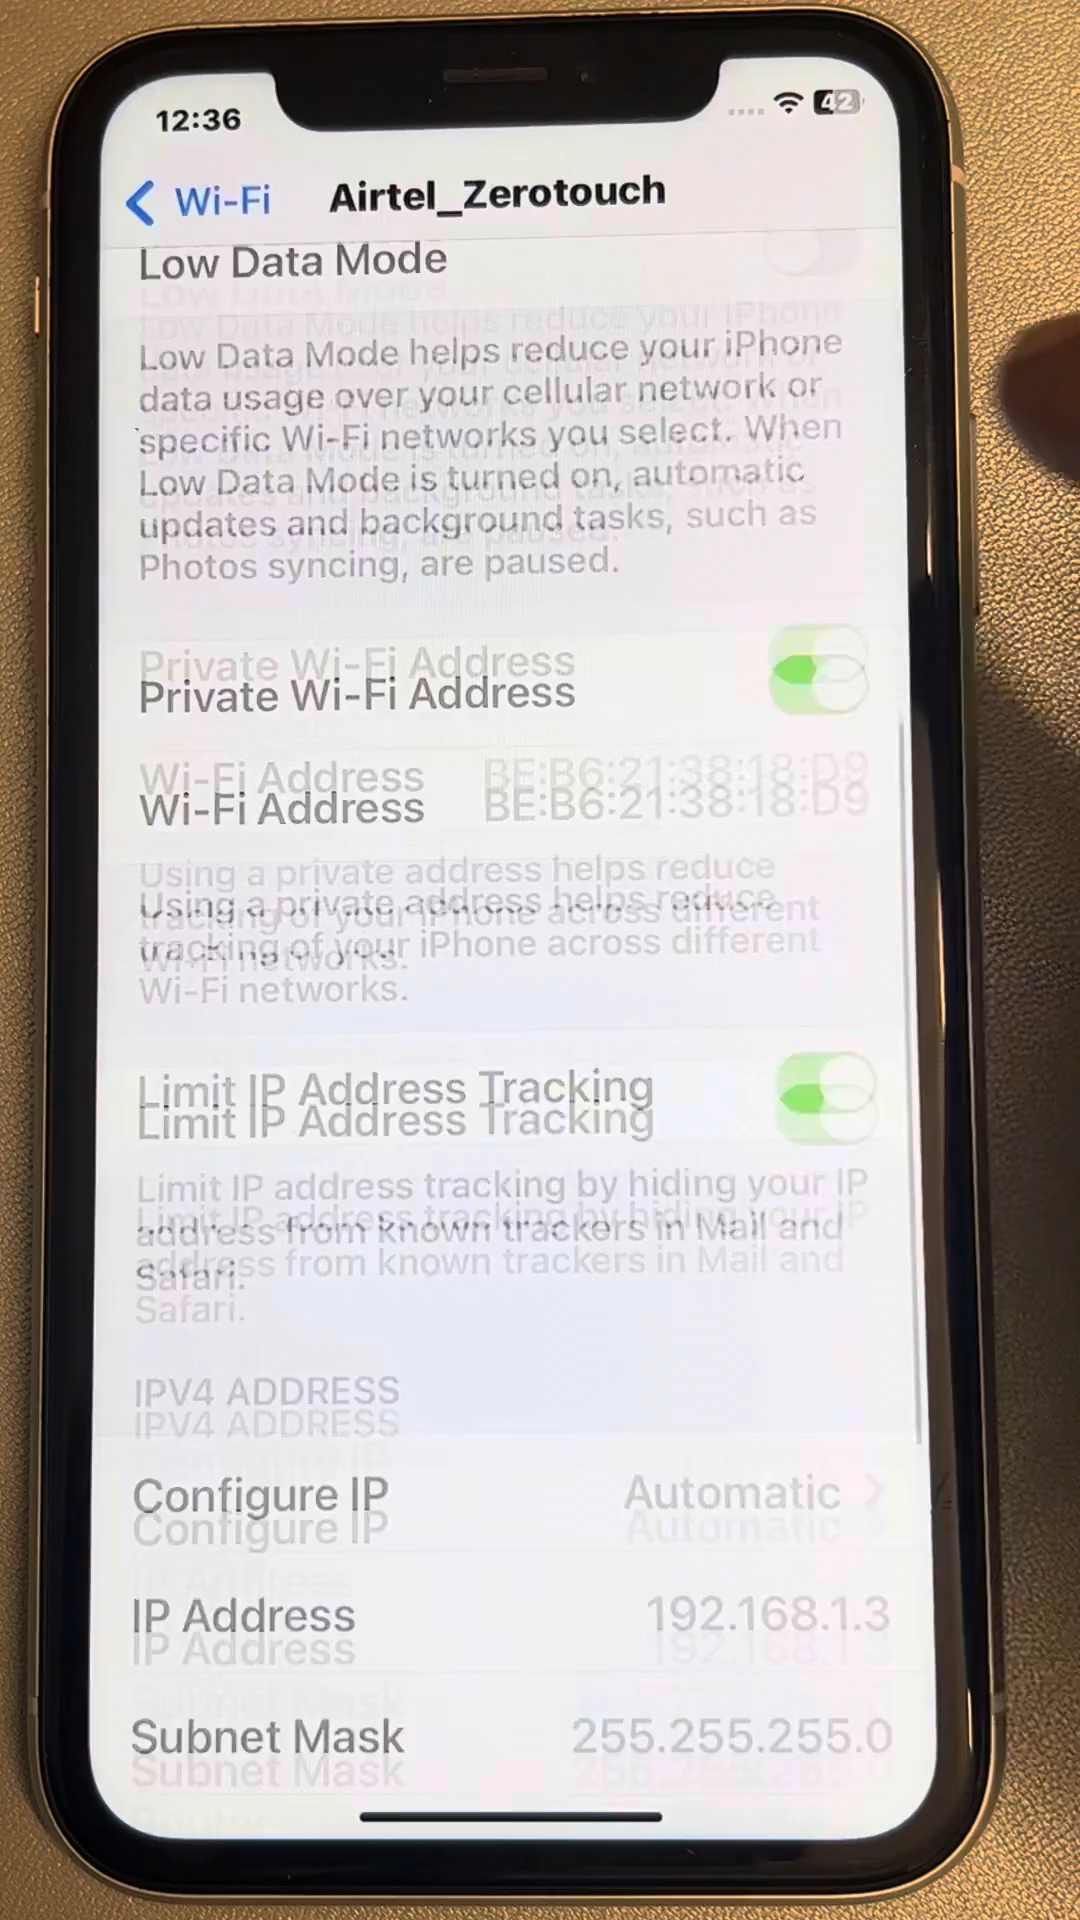 12:36
42
Wi-Fi
Airtel_Zerotouch
Low Data Mode
Low Data Mode helps reduce your iPhone
data usage over your cellular network or
specific Wi-Fi networks you select. When
Low Data Mode is turned on, automatic
updates and background tasks, such as
Photos syncing, are paused.
Private Wi-Fi Address
Wi-Fi Address BE:B6:21:38:18:D9
Using a private address helps reduce
tracking of your iPhone across different
Wi-Fi networks.
Limit IP Address Tracking
Limit IP address tracking by hiding your IP
address from known trackers in Mail and
Safari.
IPV4 ADDRESS
Configure IP Automatic
IP Address 192.168.1.3
Subnet Mask 255.255.255.0